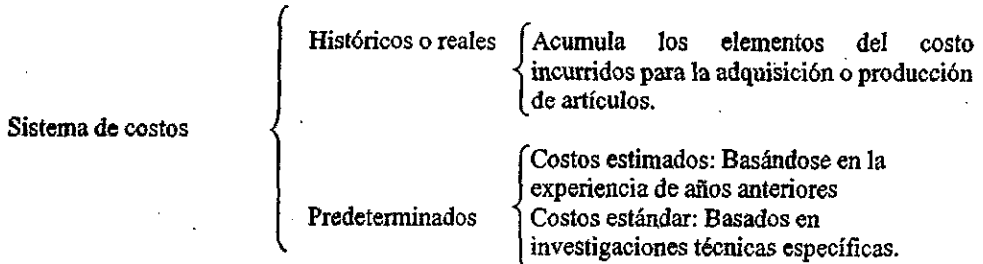 Sistema de costos
Históricos o reales
Acumula los elementos del costo
incurridos para la adquisición o producción
de artículos.
Predeterminados
Costos estimados: Basándose en la
experiencia de años anteriores
Costos estándar: Basados en
investigaciones técnicas específicas.